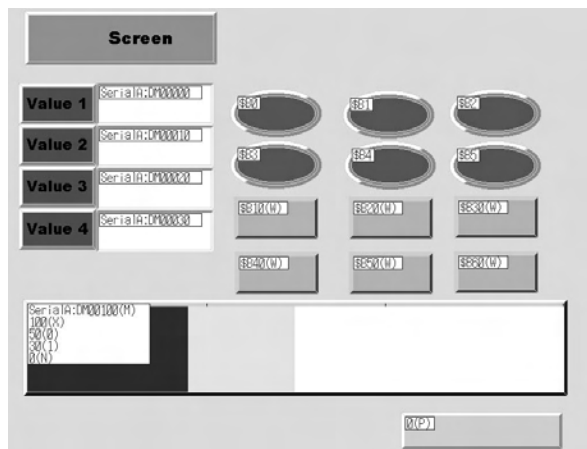 Screen
Value 1 SerialA:DM00000
$B0 $B1 $B2
Value 2 SerialA:DM00010
$B3 $B4 $B5
Value 3 SerialA:DM00020
Value 4 SerialA:DM00030
$B10(W) $B20(W) $B30(W)
$B40(W) $B50(W) $B60(W)
SerialA:DM00100(M)
100(X)
50(0)
30(1)
0(N)
0(P)